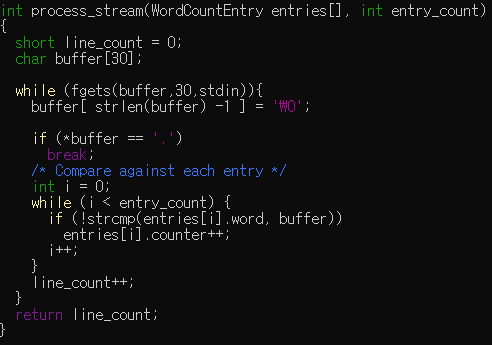 int process_stream(WordCountEntry entries[], int entry_count)
{
  short line_count = 0;
  char buffer[30];

  while (fgets(buffer,30,stdin)){
    buffer[ strlen(buffer) -1 ] = '₩0';

    if (*buffer == '.')
      break;
    /* Compare against each entry */
    int i = 0;
    while (i < entry_count) {
      if (!strcmp(entries[i].word, buffer))
        entries[i].counter++;
      i++;
    }
    line_count++;
  }
  return line_count;
}